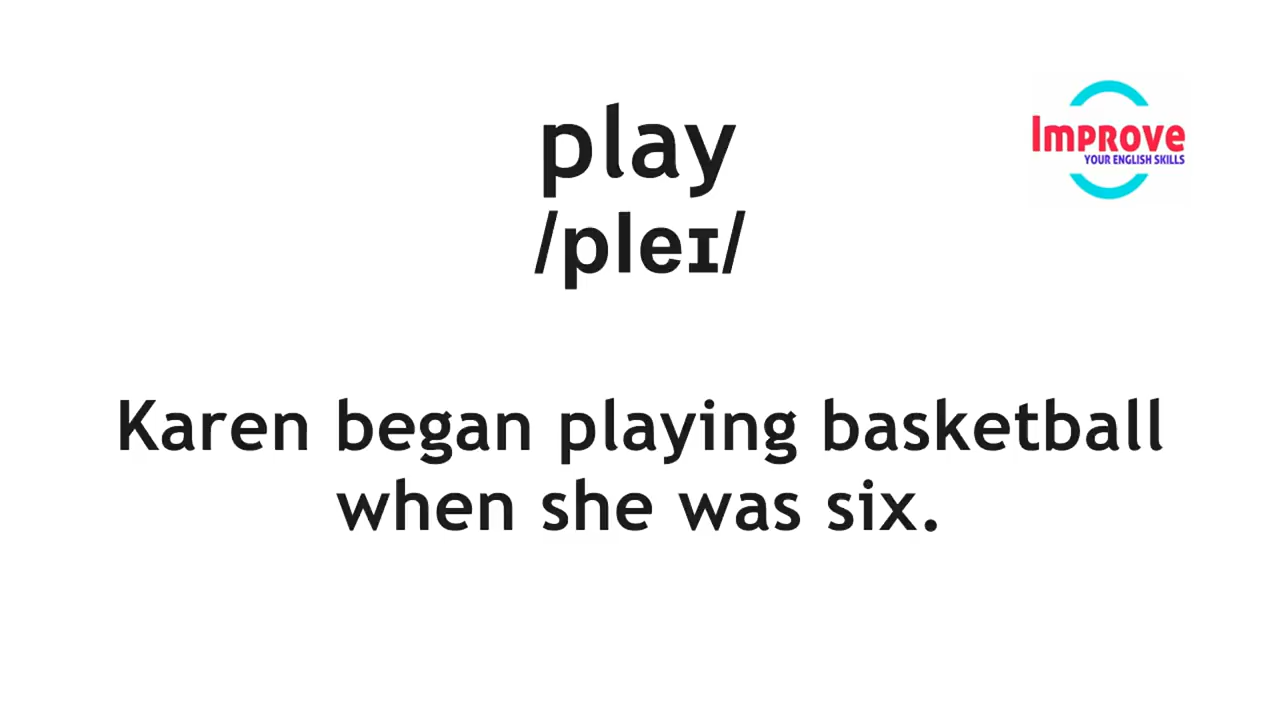 play
/pleɪ/
Improve
YOUR ENGLISH SKILLS
Karen began playing basketball
when she was six.